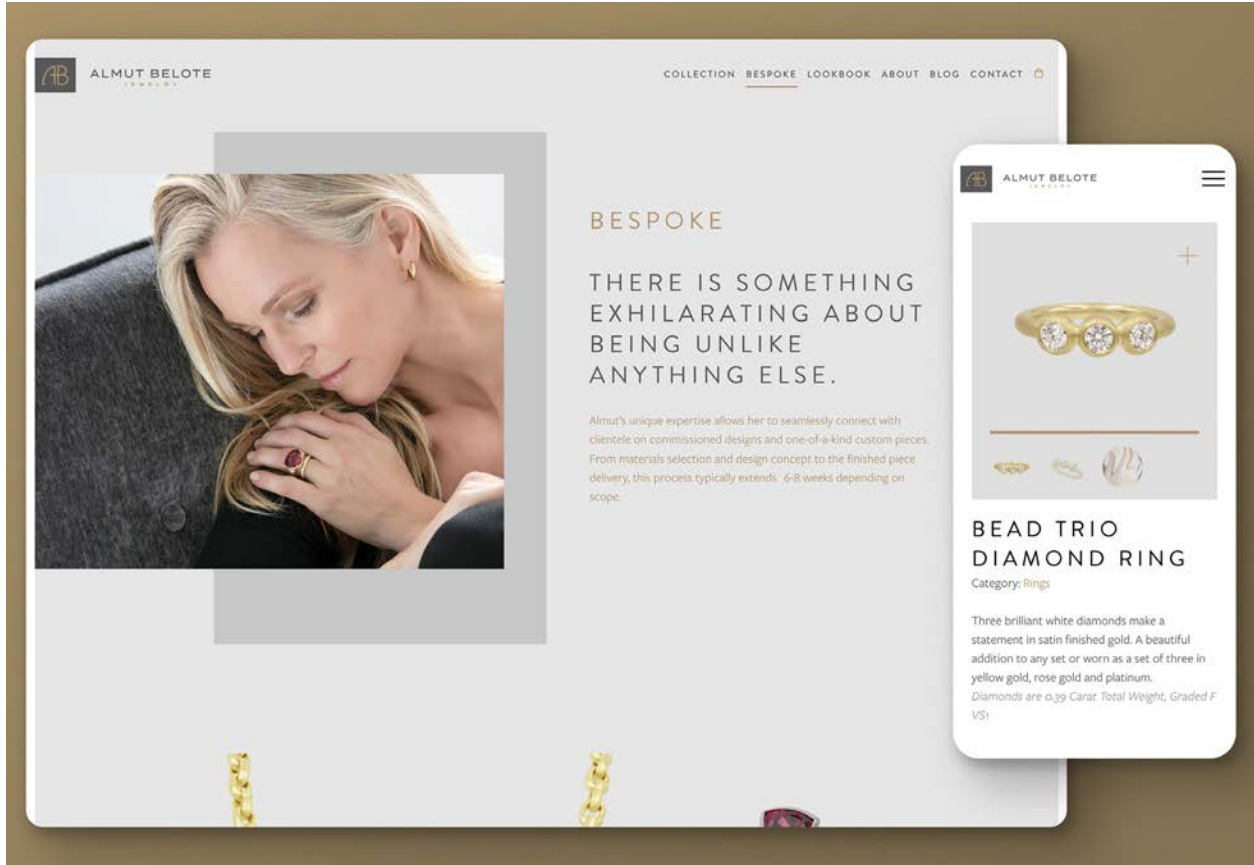 AB
ALMUT BELOTE
JEWELRY
COLLECTION BESPOKE LOOKBOOK ABOUT BLOG CONTACT
BESPOKE
THERE IS SOMETHING
EXHILARATING ABOUT
BEING UNLIKE
ANYTHING ELSE.
Almut's unique expertise allows her to seamlessly connect with
clientele on commissioned designs and one-of-a-kind custom pieces.
From materials selection and design concept to the finished piece
delivery, this process typically extends 6-8 weeks depending on
scope.
AB
ALMUT BELOTE
JEWELRY
BEAD TRIO
DIAMOND RING
Category: Rings
Three brilliant white diamonds make a
statement in satin finished gold. A beautiful
addition to any set or worn as a set of three in
yellow gold, rose gold and platinum.
Diamonds are 0.39 Carat Total Weight, Graded F
VS1